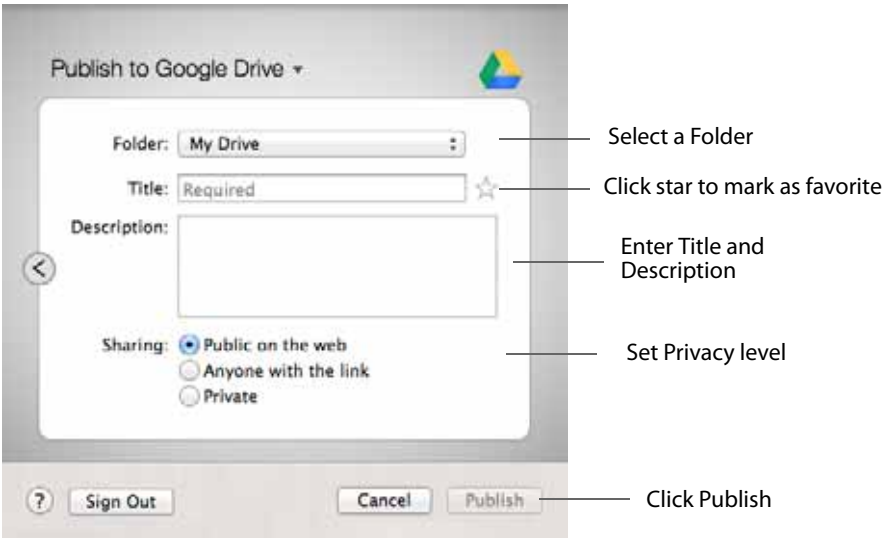 Publish to Google Drive
Folder: My Drive
Select a Folder
Title: Required
Click star to mark as favorite
Description:
Enter Title and
Description
Sharing: Public on the web
Anyone with the link
Private
Set Privacy level
? Sign Out Cancel Publish
Click Publish